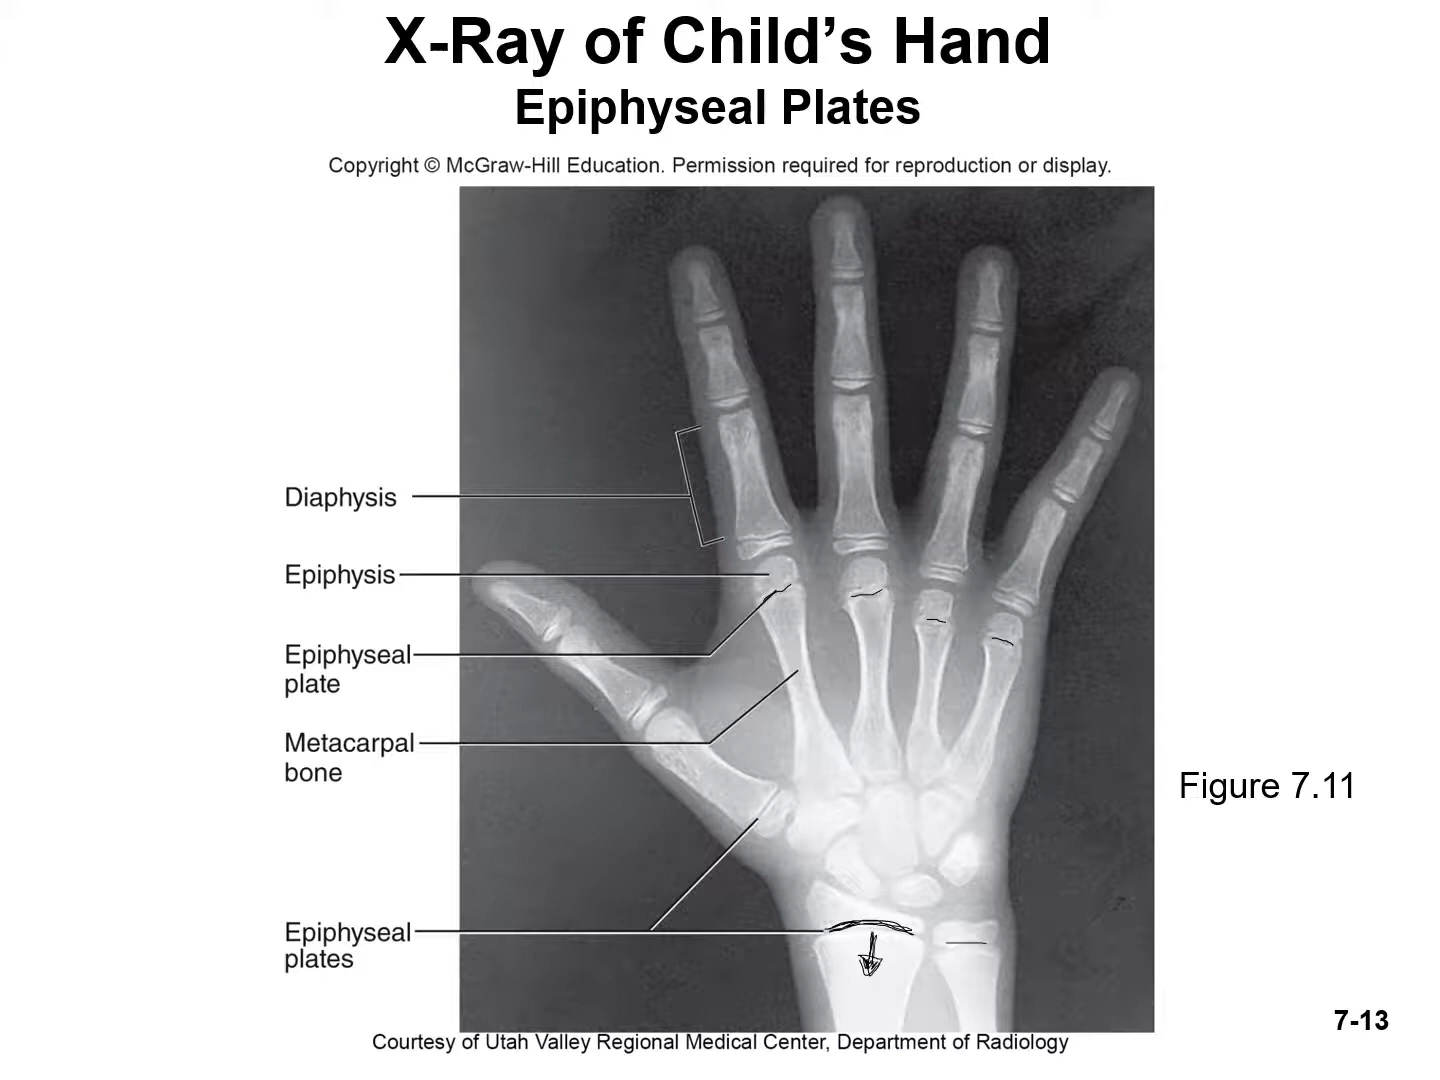 X-Ray of Child’s Hand
Epiphyseal Plates
Copyright © McGraw-Hill Education. Permission required for reproduction or display.
Diaphysis
Epiphysis
Epiphyseal
plate
Metacarpal
bone
Figure 7.11
Epiphyseal
plates
7-13
Courtesy of Utah Valley Regional Medical Center, Department of Radiology